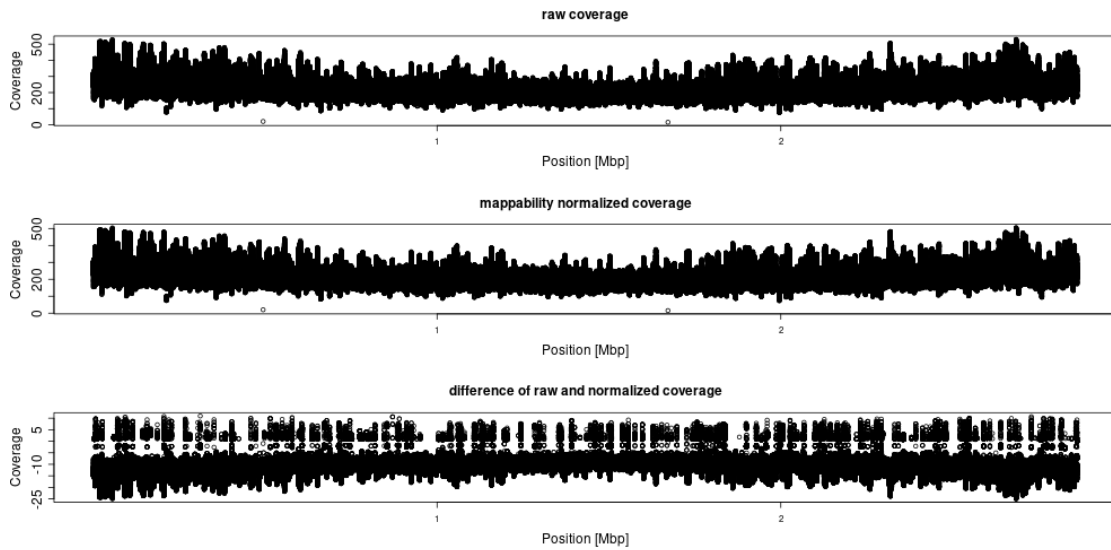 raw coverage
Coverage
500
200
0
1
2
Position [Mbp]
mappability normalized coverage
Coverage
500
200
0
1
2
Position [Mbp]
difference of raw and normalized coverage
Coverage
5
-10
-25
1
2
Position [Mbp]